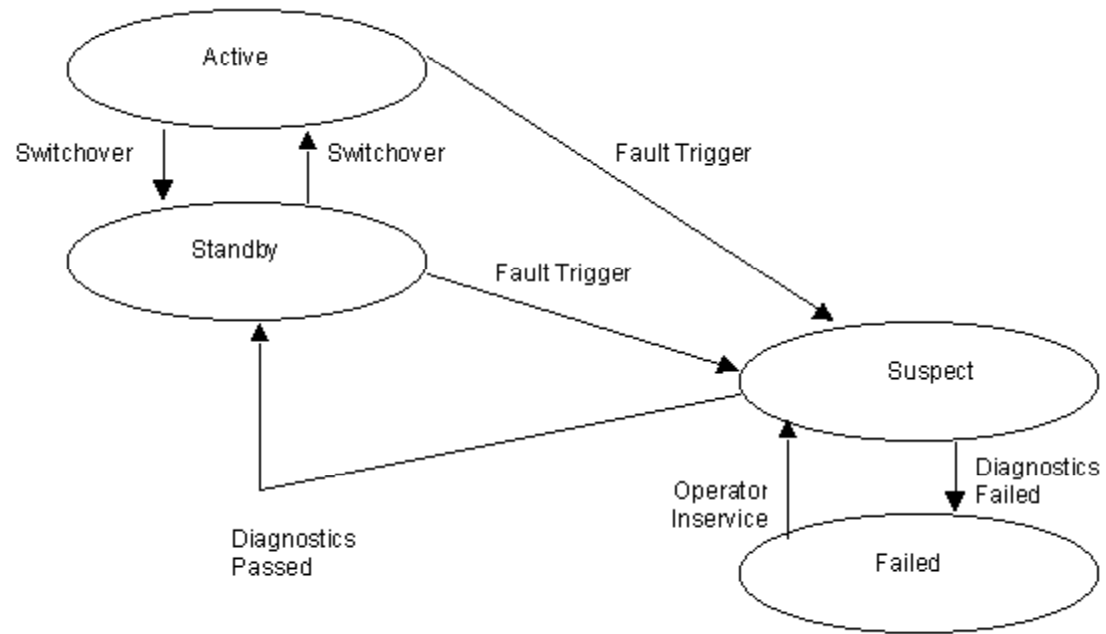 Active
Switchover
Switchover
Fault Trigger
Standby
Fault Trigger
Suspect
Operator
Inservice
Diagnostics
Failed
Diagnostics
Passed
Failed